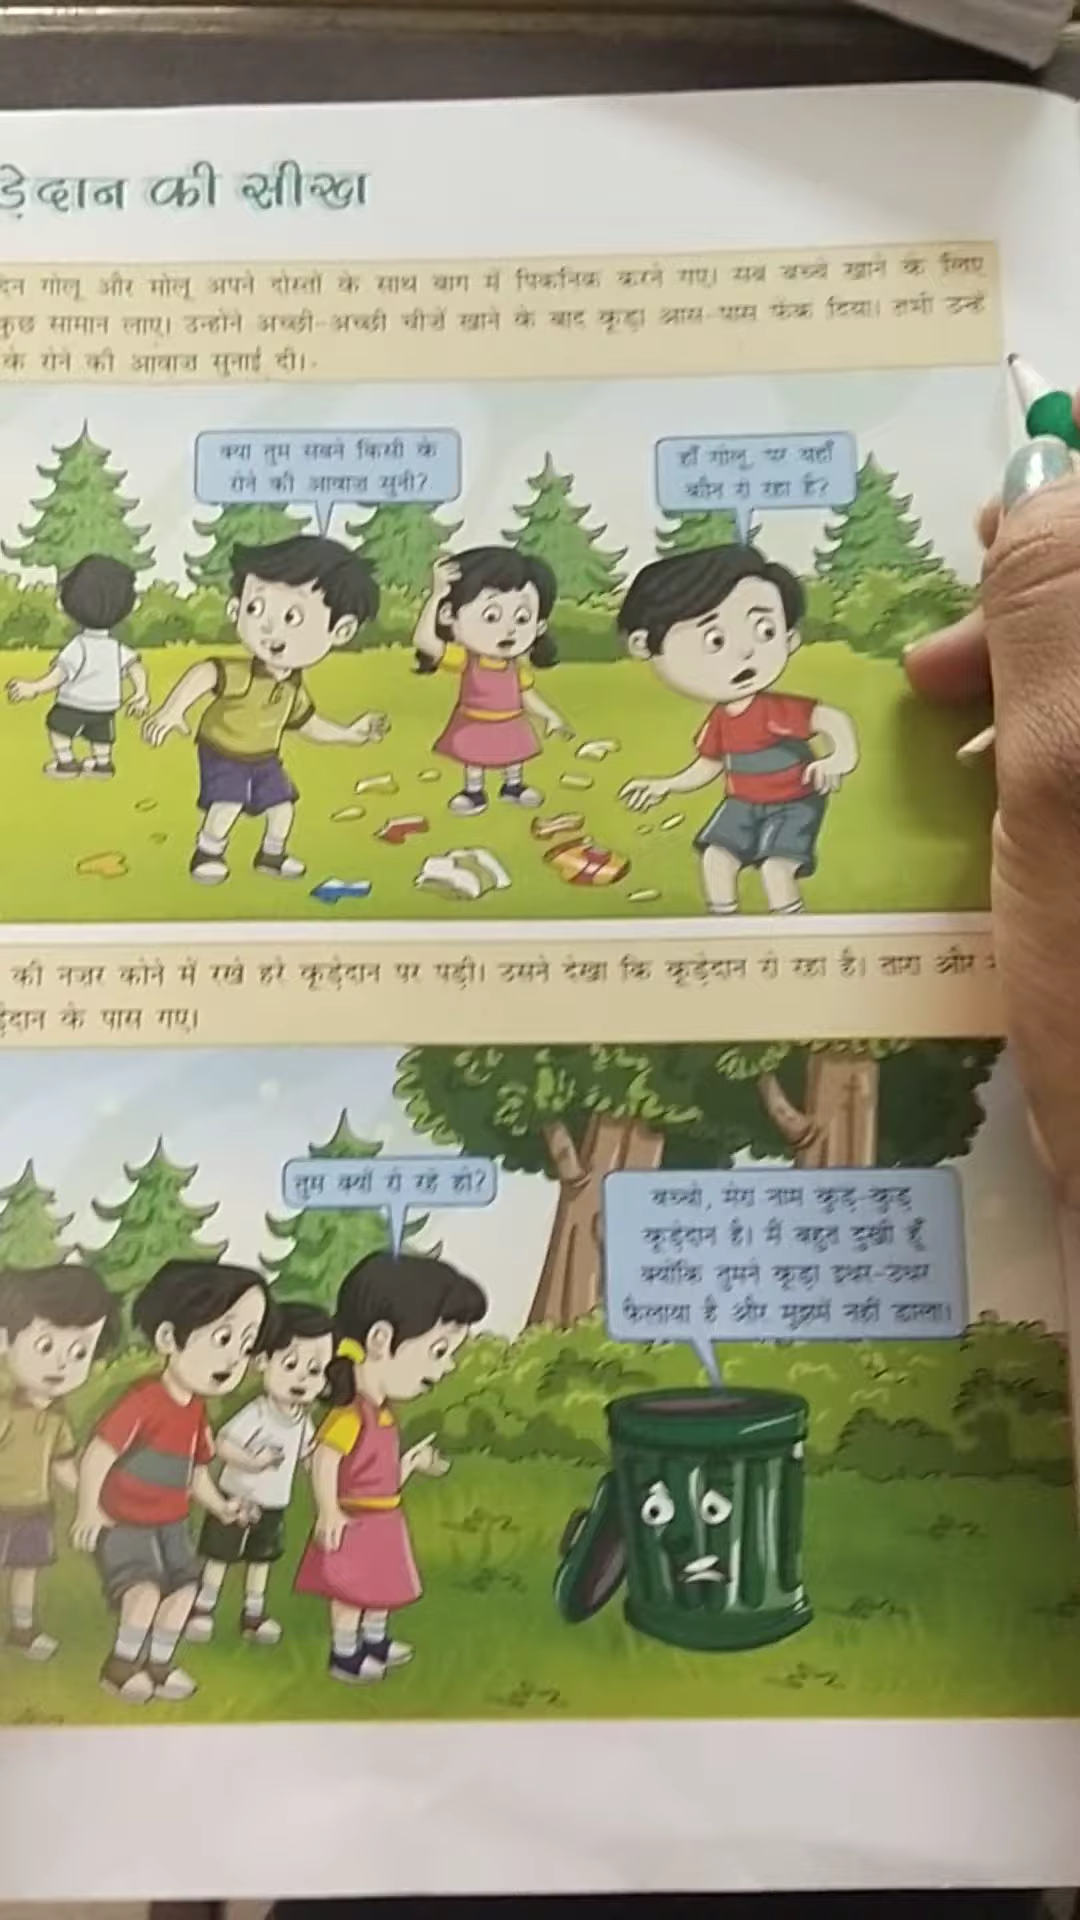 ड़ेदान की सीख
गोलू और मोलू अपने दोस्तों के साथ बाग में पिकनिक करने गए। सब बच्चे खाने के लिए
कुछ सामान लाए। उन्होंने अच्छी-अच्छी चीज़ें खाने के बाद कूड़ा आस-पास फेंक दिया। तभी उन्हें
के रोने की आवाज़ सुनाई दी।
क्या तुम सबने किसी के
रोने की आवाज़ सुनी?
हाँ गोलू, पर यहाँ
कौन रो रहा है?
की नज़र कोने में रखे हरे कूड़ेदान पर पड़ी। उसने देखा कि कूड़ेदान रो रहा है। तारा और
ड़ेदान के पास गए।
तुम क्यों रो रहे हो?
बच्चो, मेरा नाम कुड़-कुड़
कूड़ेदान है। मैं बहुत दुखी हूँ
क्योंकि तुमने कूड़ा इधर-उधर
फैलाया है और मुझमें नहीं डाला।